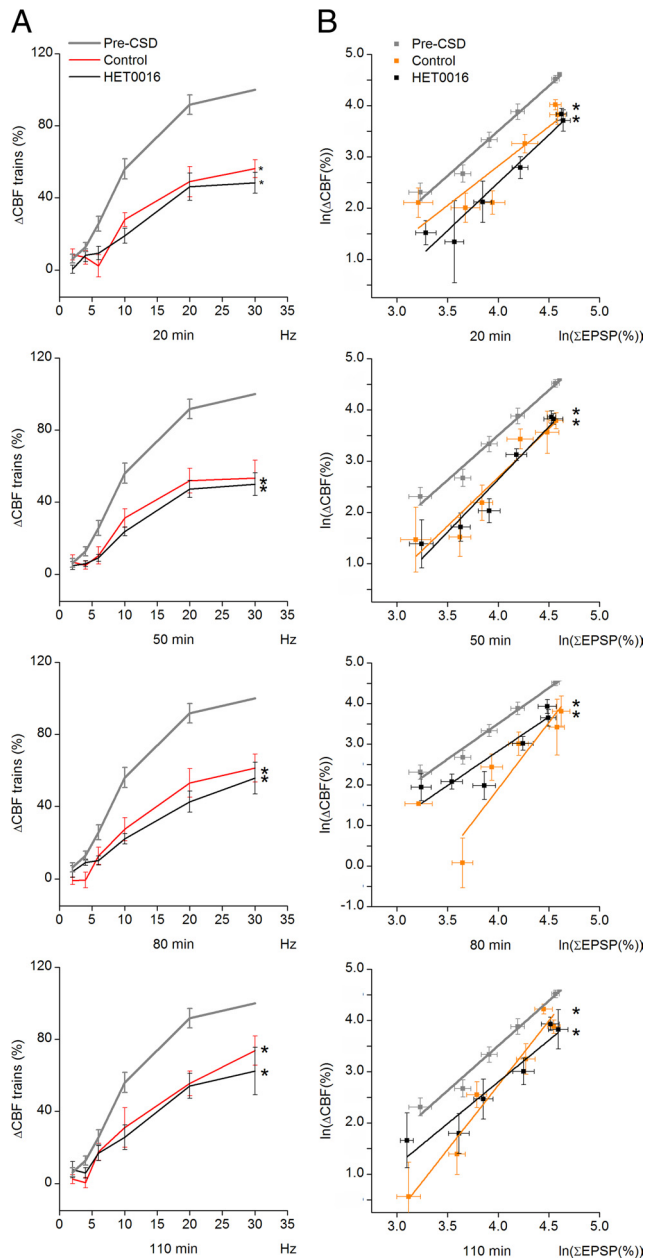 A
B
Pre-CSD
Control
HET0016
ΔCBF trains (%)
120
80
40
0
0 5 10 15 20 25 30 35
20 min
Hz
Pre-CSD
Control
HET0016
ln(ΔCBF(%))
5.0
4.0
3.0
2.0
1.0
3.0 3.5 4.0 4.5 5.0
20 min
ln(ΣEPSP(%))
*
*
*
*
ΔCBF trains (%)
120
80
40
0
0 5 10 15 20 25 30 35
50 min
Hz
*
*
ln(ΔCBF(%))
5.0
4.0
3.0
2.0
1.0
3.0 3.5 4.0 4.5 5.0
50 min
ln(ΣEPSP(%))
*
*
ΔCBF trains (%)
120
80
40
0
0 5 10 15 20 25 30 35
80 min
Hz
*
*
ln(ΔCBF(%))
5.0
4.0
3.0
2.0
1.0
0.0
-1.0
3.0 3.5 4.0 4.5 5.0
80 min
ln(ΣEPSP(%))
*
*
ΔCBF trains (%)
120
80
40
0
0 5 10 15 20 25 30 35
110 min
Hz
*
*
ln(ΔCBF(%))
5.0
4.0
3.0
2.0
1.0
3.0 3.5 4.0 4.5 5.0
110 min
ln(ΣEPSP(%))
*
*